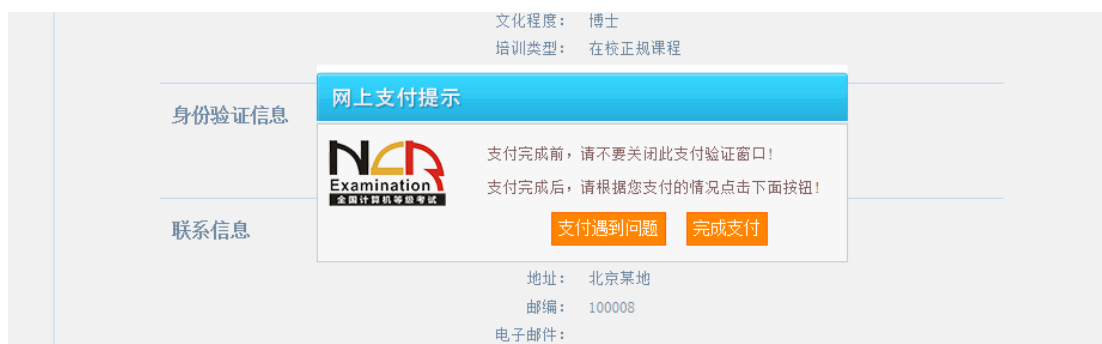 文化程度： 博士
培训类型： 在校正规课程
网上支付提示
身份验证信息
NCR
Examination
全国计算机等级考试
支付完成前，请不要关闭此支付验证窗口！
支付完成后，请根据您支付的情况点击下面按钮！
支付遇到问题 完成支付
联系信息
地址： 北京某地
邮编： 100008
电子邮件：